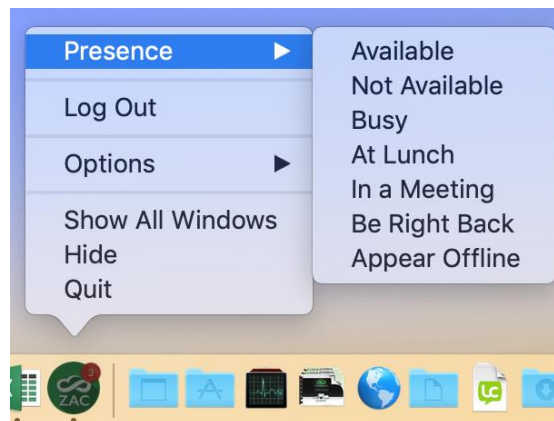 Presence
Log Out
Options
Show All Windows
Hide
Quit
Available
Not Available
Busy
At Lunch
In a Meeting
Be Right Back
Appear Offline
3
ZAC